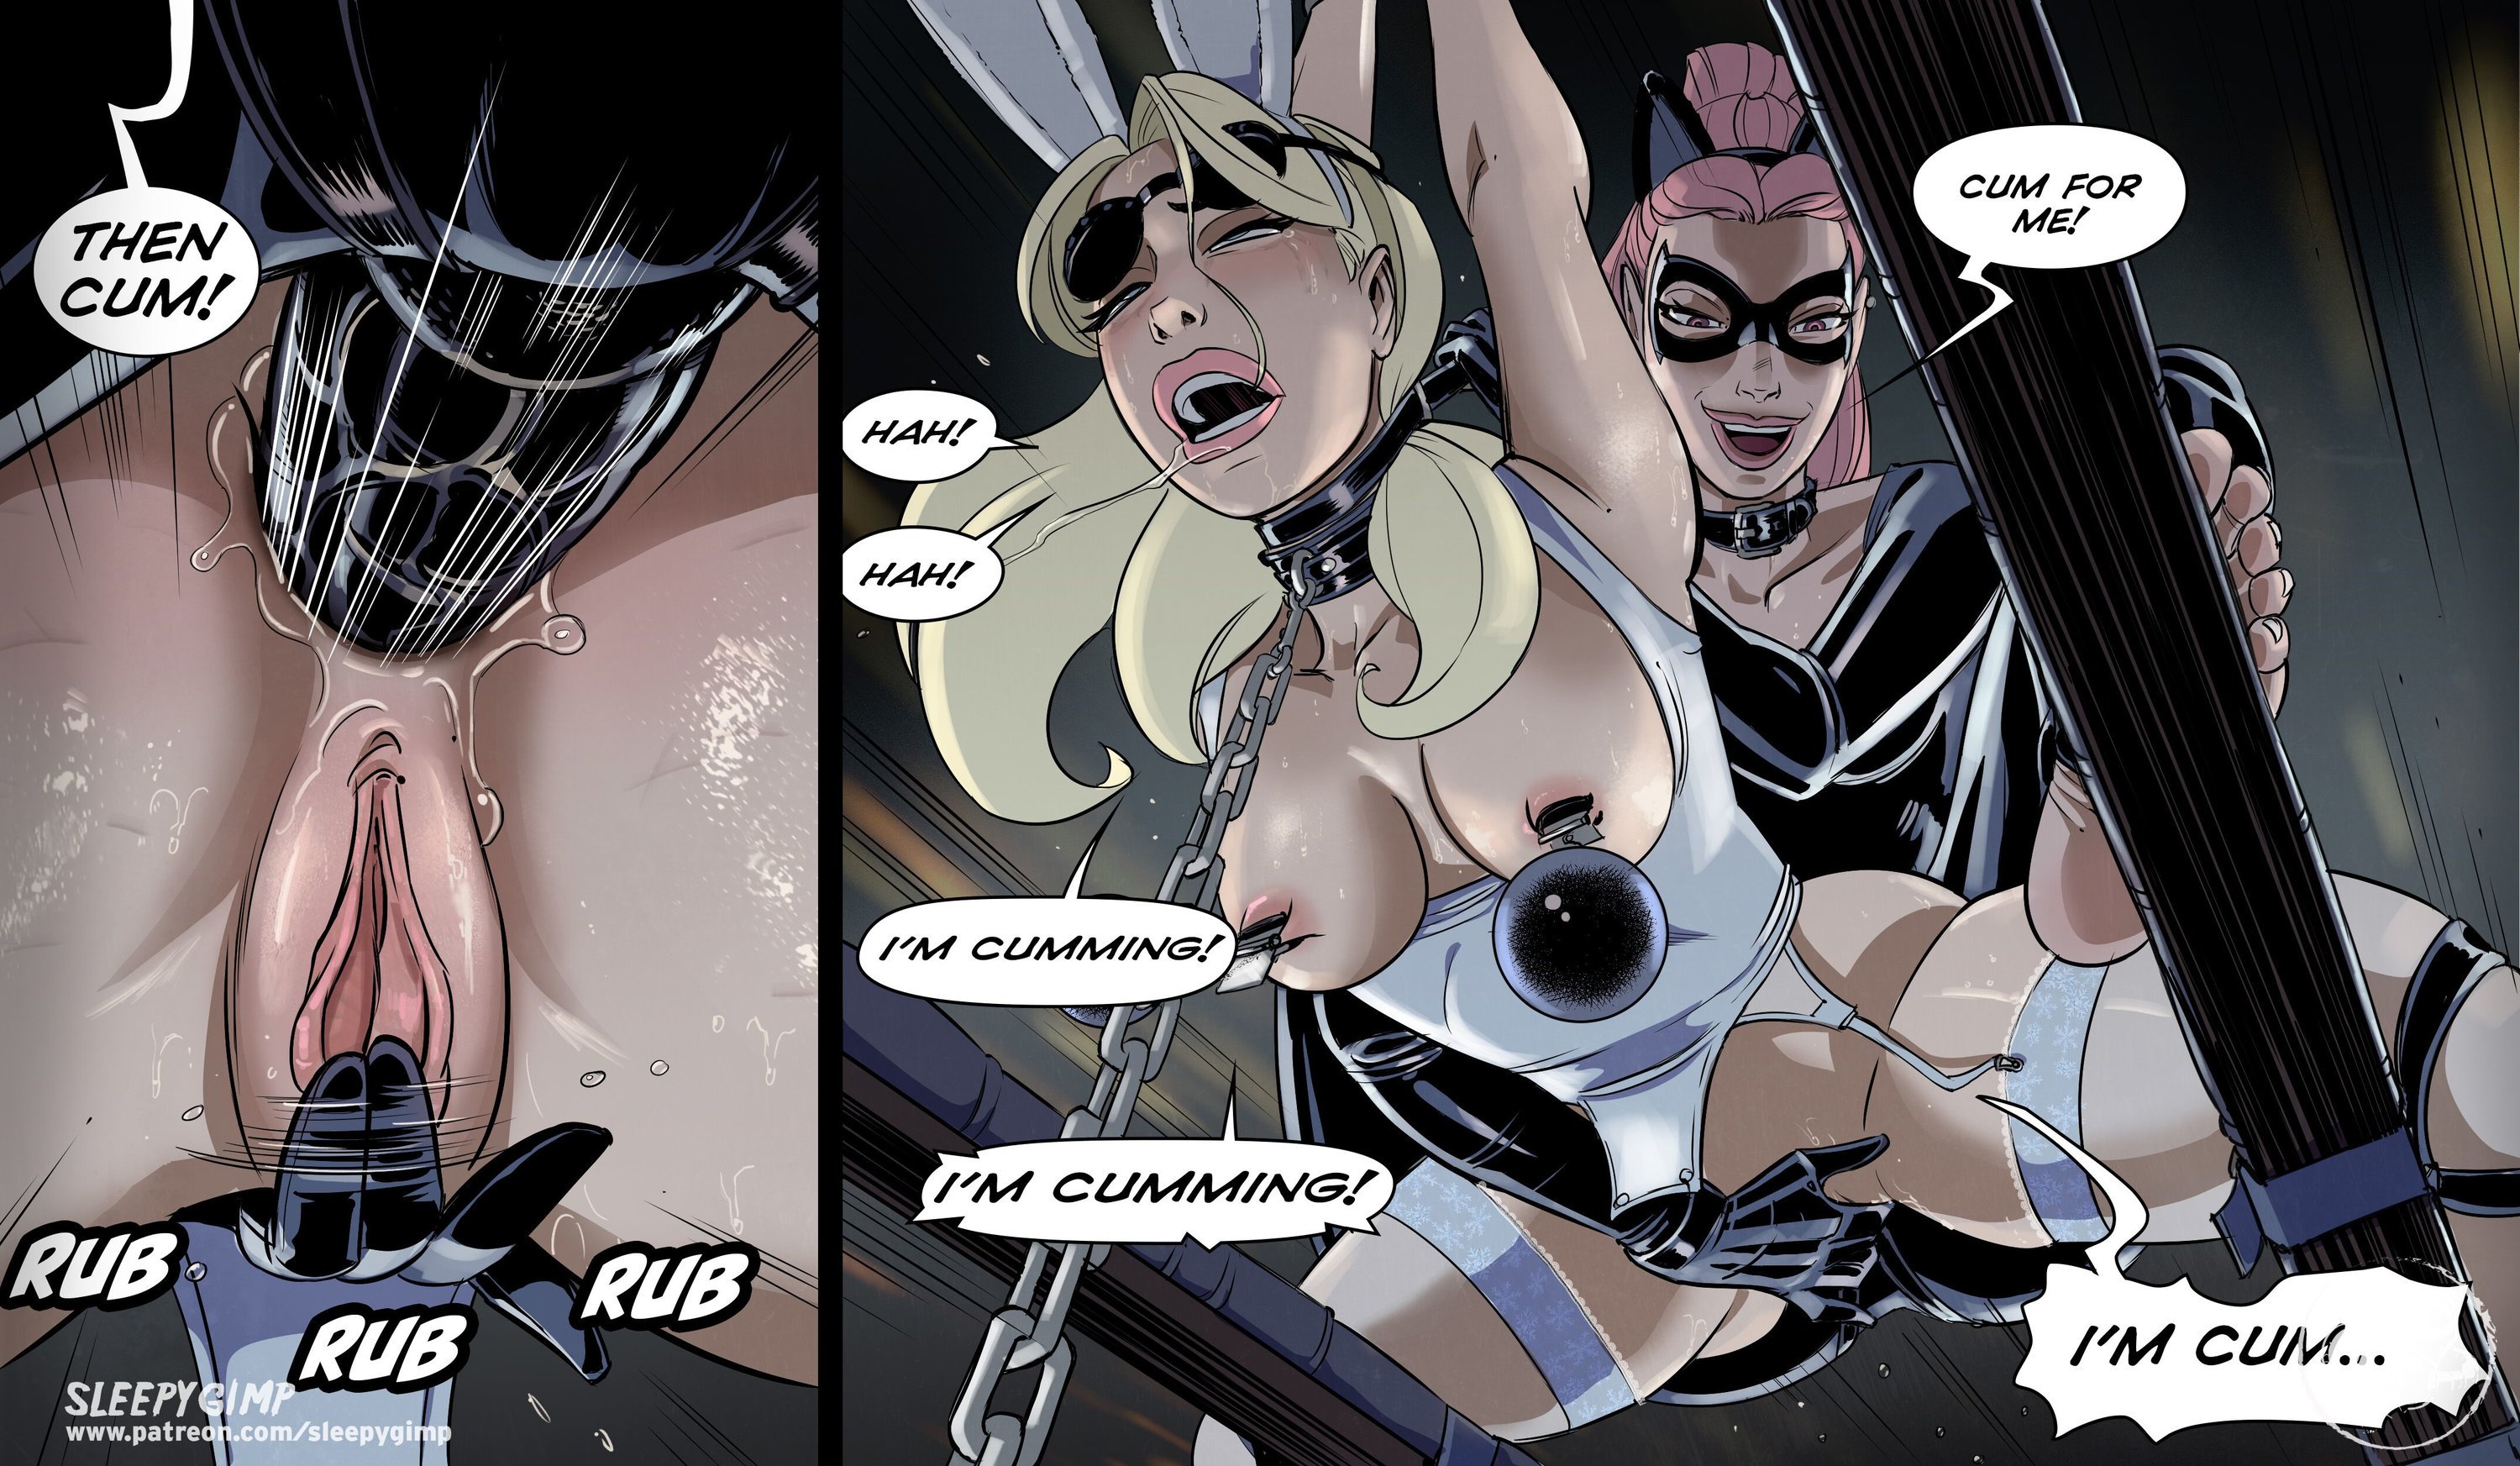 THEN
CUM!
RUB
RUB
RUB
SLEEPYGIMP
www.patreon.com/sleepygimp
CUM FOR
ME!
HAH!
HAH!
I'M CUMMING!
I'M CUMMING!
I'M CUM...